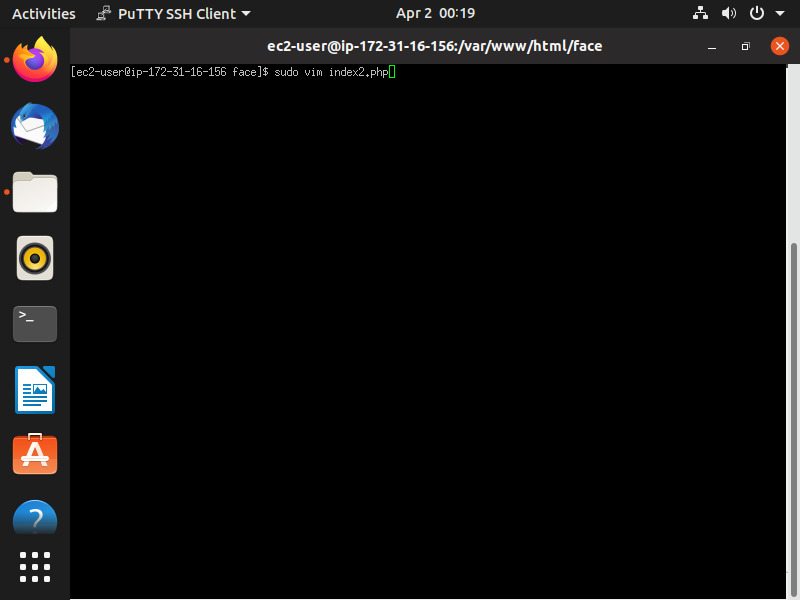 Activities PuTTY SSH Client Apr 2 00:19
ec2-user@ip-172-31-16-156:/var/www/html/face
[ec2-user@ip-172-31-16-156 face]$ sudo vim index2.php
>_
A
?